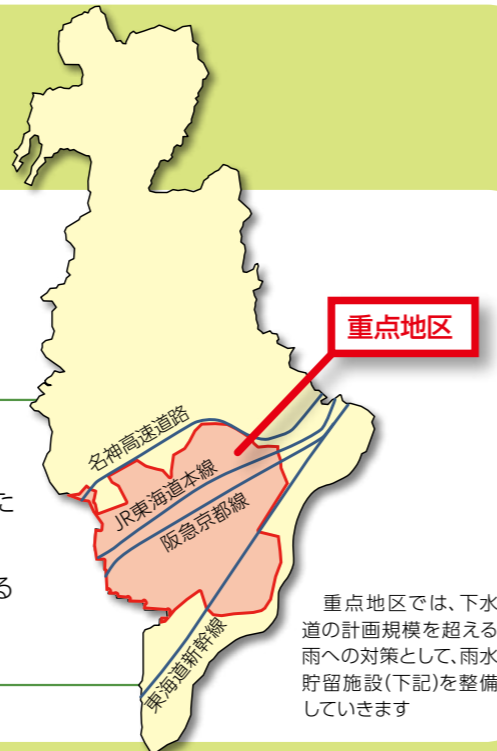 重点地区
名神高速道路
JR東海道本線
阪急京都線
東海道新幹線
た
る
　重点地区では、下水
道の計画規模を超える
雨への対策として、雨水
貯留施設(下記)を整備
していきます